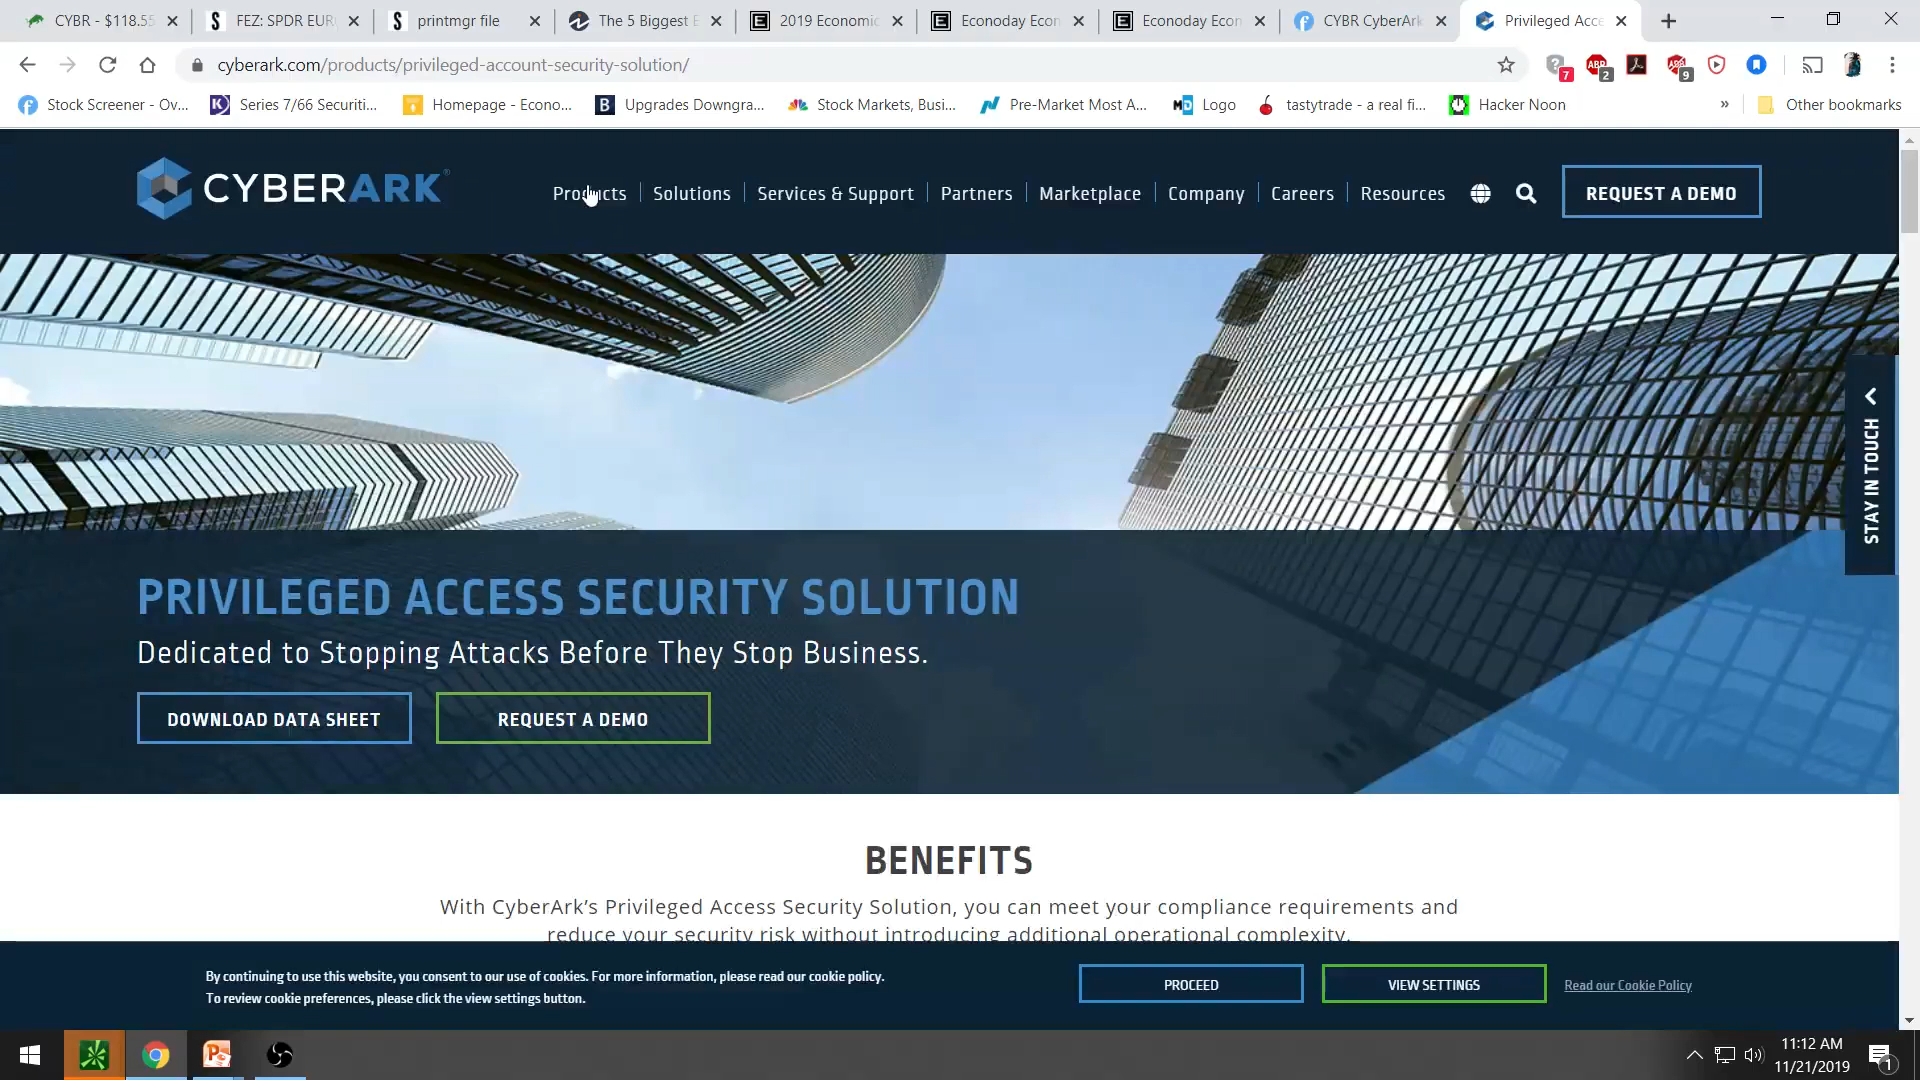 CYBR - $118.55
FEZ: SPDR EUR
printmgr file
The 5 Biggest E
2019 Economic
Econoday Econ
Econoday Econ
CYBR CyberArk
Privileged Acce
cyberark.com/products/privileged-account-security-solution/
7
2
9
Stock Screener - Ov...
Series 7/66 Securiti...
Homepage - Econo...
Upgrades Downgra...
Stock Markets, Busi...
Pre-Market Most A...
Logo
tastytrade - a real fi...
Hacker Noon
»
Other bookmarks
CYBERARK®
Products
Solutions
Services & Support
Partners
Marketplace
Company
Careers
Resources
REQUEST A DEMO
STAY IN TOUCH
PRIVILEGED ACCESS SECURITY SOLUTION
Dedicated to Stopping Attacks Before They Stop Business.
DOWNLOAD DATA SHEET
REQUEST A DEMO
BENEFITS
With CyberArk’s Privileged Access Security Solution, you can meet your compliance requirements and
reduce your security risk without introducing additional operational complexity.
By continuing to use this website, you consent to our use of cookies. For more information, please read our cookie policy.
To review cookie preferences, please click the view settings button.
PROCEED
VIEW SETTINGS
Read our Cookie Policy
11:12 AM
11/21/2019
1